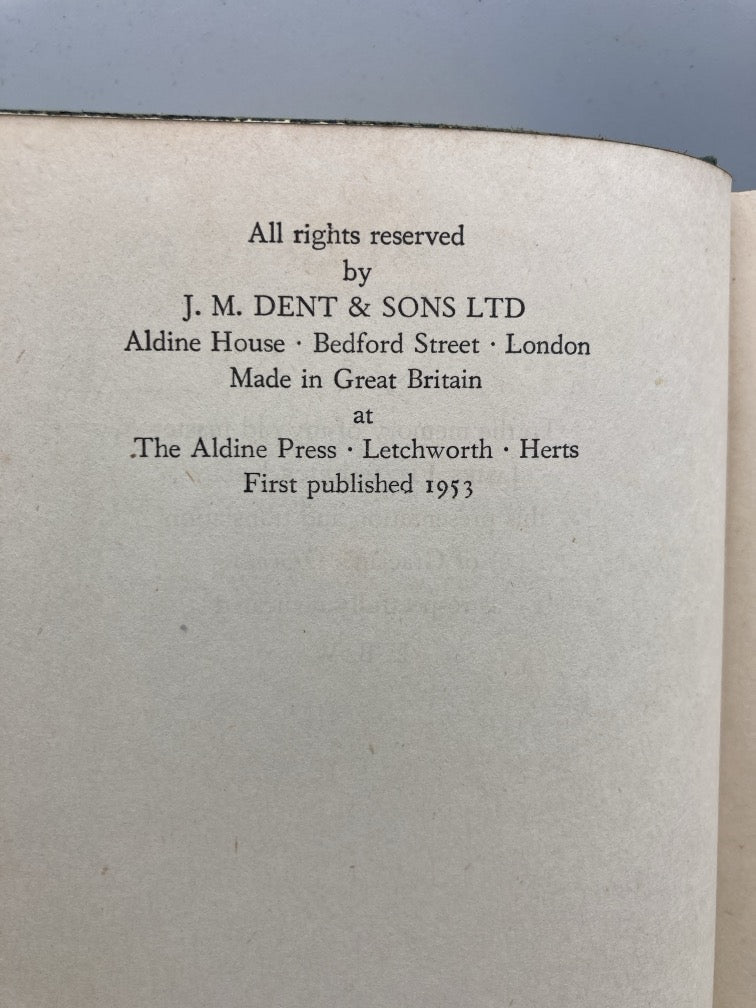 All rights reserved
by
J. M. DENT & SONS LTD
Aldine House · Bedford Street · London
Made in Great Britain
at
The Aldine Press · Letchworth · Herts
First published 1953